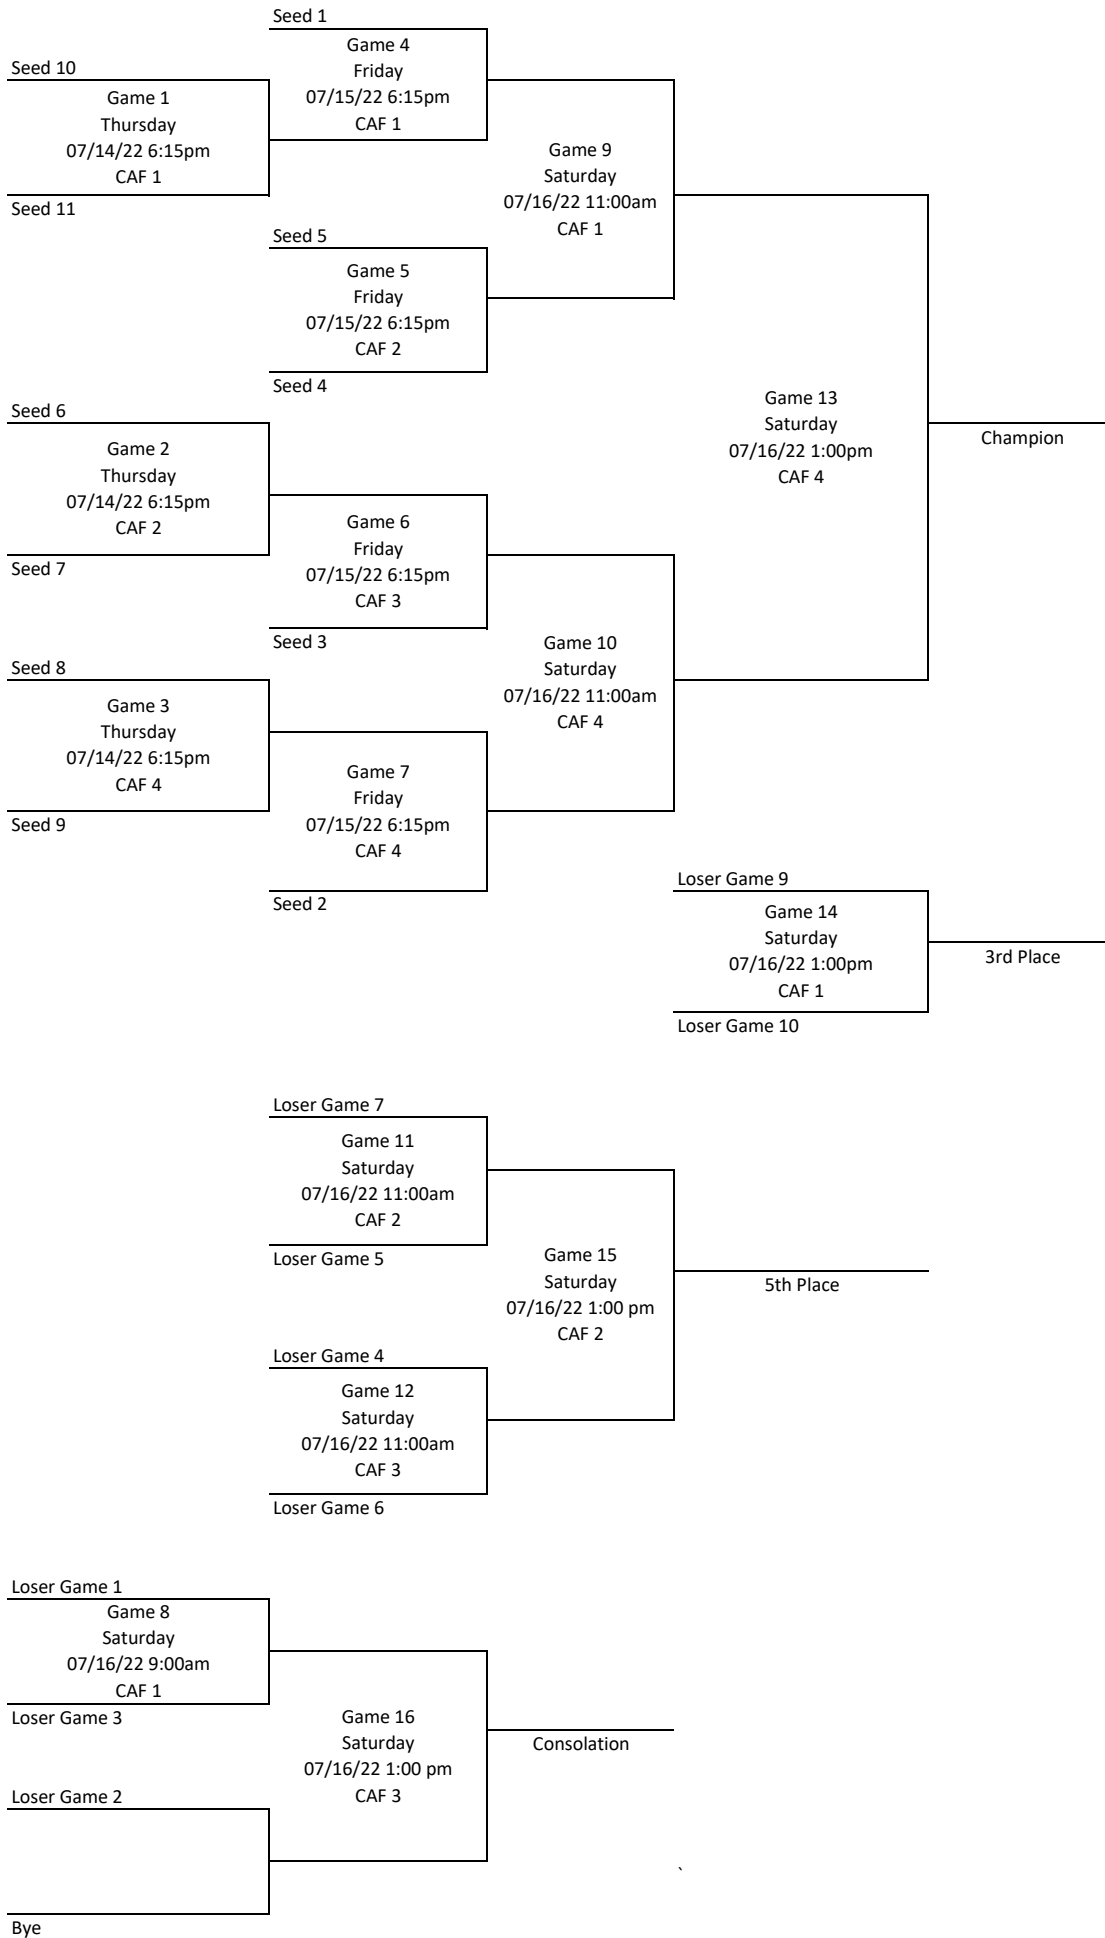 Seed 1
Game 4
Friday
07/15/22 6:15pm
CAF 1
Seed 10
Game 1
Thursday
07/14/22 6:15pm
CAF 1
Seed 11
Game 9
Saturday
07/16/22 11:00am
CAF 1
Seed 5
Game 5
Friday
07/15/22 6:15pm
CAF 2
Seed 4
Game 13
Saturday
07/16/22 1:00pm
CAF 4
Champion
Seed 6
Game 2
Thursday
07/14/22 6:15pm
CAF 2
Seed 7
Game 6
Friday
07/15/22 6:15pm
CAF 3
Seed 3
Game 10
Saturday
07/16/22 11:00am
CAF 4
Seed 8
Game 3
Thursday
07/14/22 6:15pm
CAF 4
Seed 9
Game 7
Friday
07/15/22 6:15pm
CAF 4
Seed 2
Loser Game 9
Game 14
Saturday
07/16/22 1:00pm
CAF 1
Loser Game 10
3rd Place
Loser Game 7
Game 11
Saturday
07/16/22 11:00am
CAF 2
Loser Game 5
Game 15
Saturday
07/16/22 1:00 pm
CAF 2
5th Place
Loser Game 4
Game 12
Saturday
07/16/22 11:00am
CAF 3
Loser Game 6
Loser Game 1
Game 8
Saturday
07/16/22 9:00am
CAF 1
Loser Game 3
Game 16
Saturday
07/16/22 1:00 pm
CAF 3
Consolation
Loser Game 2
`
Bye